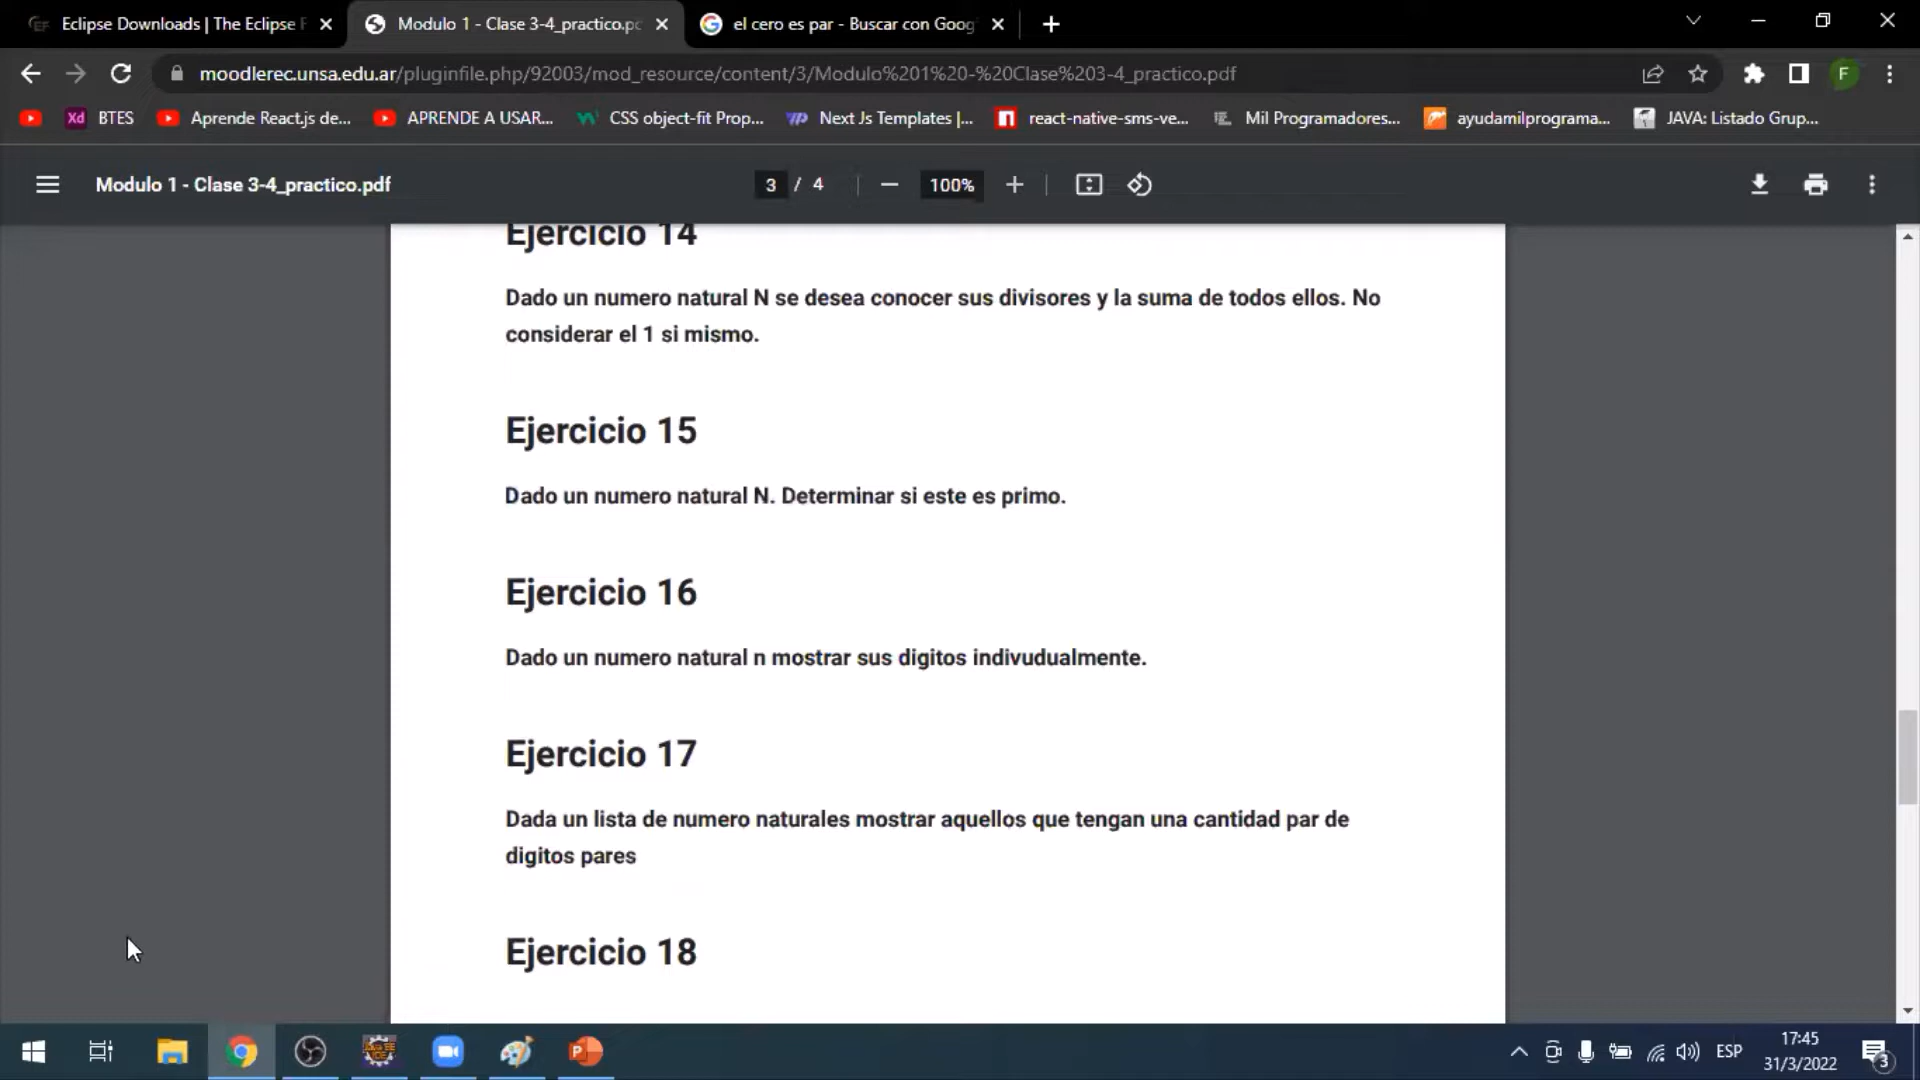 Eclipse Downloads | The Eclipse F
Modulo 1 - Clase 3-4_practico.pc
el cero es par - Buscar con Goog
moodlerec.unsa.edu.ar/pluginfile.php/92003/mod_resource/content/3/Modulo%201%20-%20Clase%203-4_practico.pdf
F
Xd BTES
Aprende React.js de...
APRENDE A USAR...
CSS object-fit Prop...
Next Js Templates |...
react-native-sms-ve...
Mil Programadores...
ayudamilprograma...
JAVA: Listado Grup...
Modulo 1 - Clase 3-4_practico.pdf
3 / 4
100%
Ejercicio 14
Dado un numero natural N se desea conocer sus divisores y la suma de todos ellos. No
considerar el 1 si mismo.
Ejercicio 15
Dado un numero natural N. Determinar si este es primo.
Ejercicio 16
Dado un numero natural n mostrar sus digitos indivudualmente.
Ejercicio 17
Dada un lista de numero naturales mostrar aquellos que tengan una cantidad par de
digitos pares
Ejercicio 18
ESP
17:45
31/3/2022
3